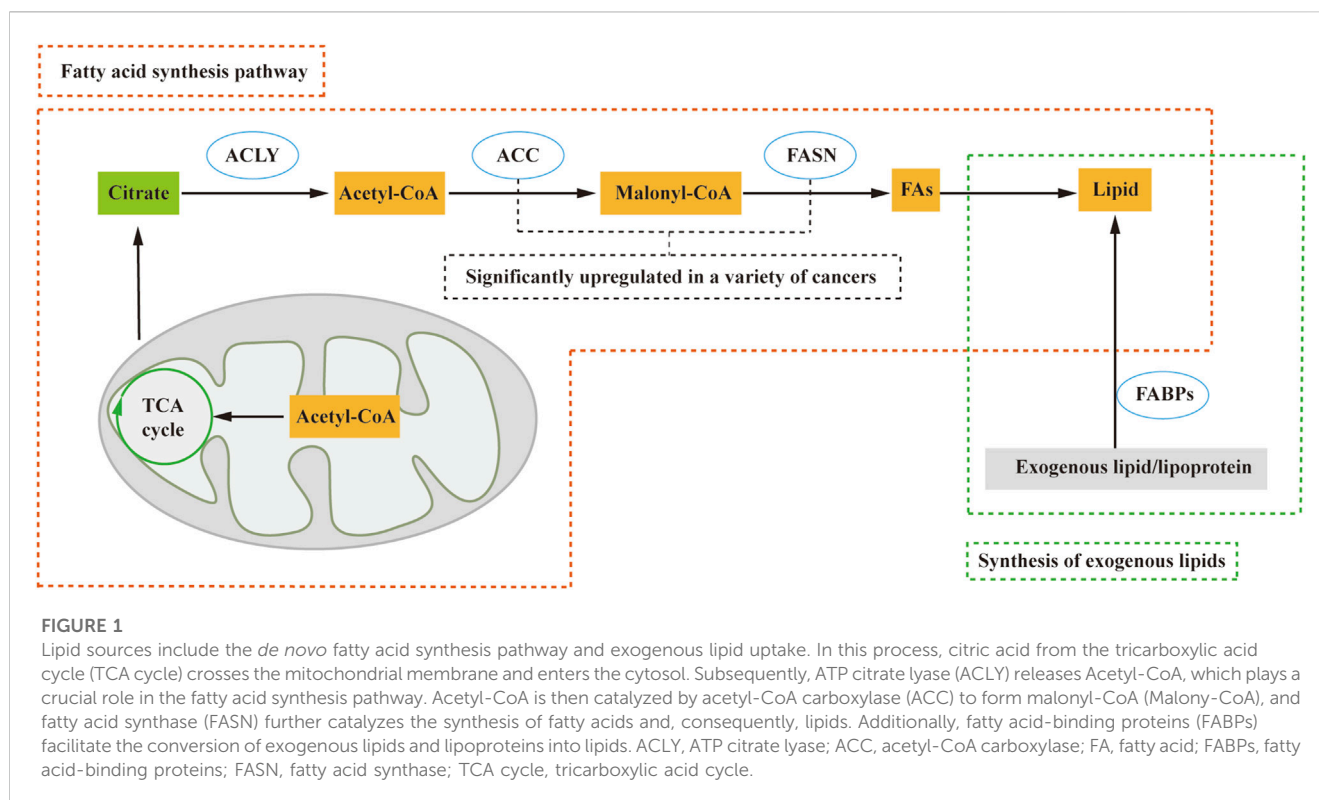 Fatty acid synthesis pathway
ACLY
ACC
FASN
Citrate
Acetyl-CoA
Malonyl-CoA
FAs
Lipid
Significantly upregulated in a variety of cancers
TCA
cycle
Acetyl-CoA
FABPs
Exogenous lipid/lipoprotein
Synthesis of exogenous lipids
FIGURE 1
Lipid sources include the de novo fatty acid synthesis pathway and exogenous lipid uptake. In this process, citric acid from the tricarboxylic acid
cycle (TCA cycle) crosses the mitochondrial membrane and enters the cytosol. Subsequently, ATP citrate lyase (ACLY) releases Acetyl-CoA, which plays a
crucial role in the fatty acid synthesis pathway. Acetyl-CoA is then catalyzed by acetyl-CoA carboxylase (ACC) to form malonyl-CoA (Malony-CoA), and
fatty acid synthase (FASN) further catalyzes the synthesis of fatty acids and, consequently, lipids. Additionally, fatty acid-binding proteins (FABPs)
facilitate the conversion of exogenous lipids and lipoproteins into lipids. ACLY, ATP citrate lyase; ACC, acetyl-CoA carboxylase; FA, fatty acid; FABPs, fatty
acid-binding proteins; FASN, fatty acid synthase; TCA cycle, tricarboxylic acid cycle.